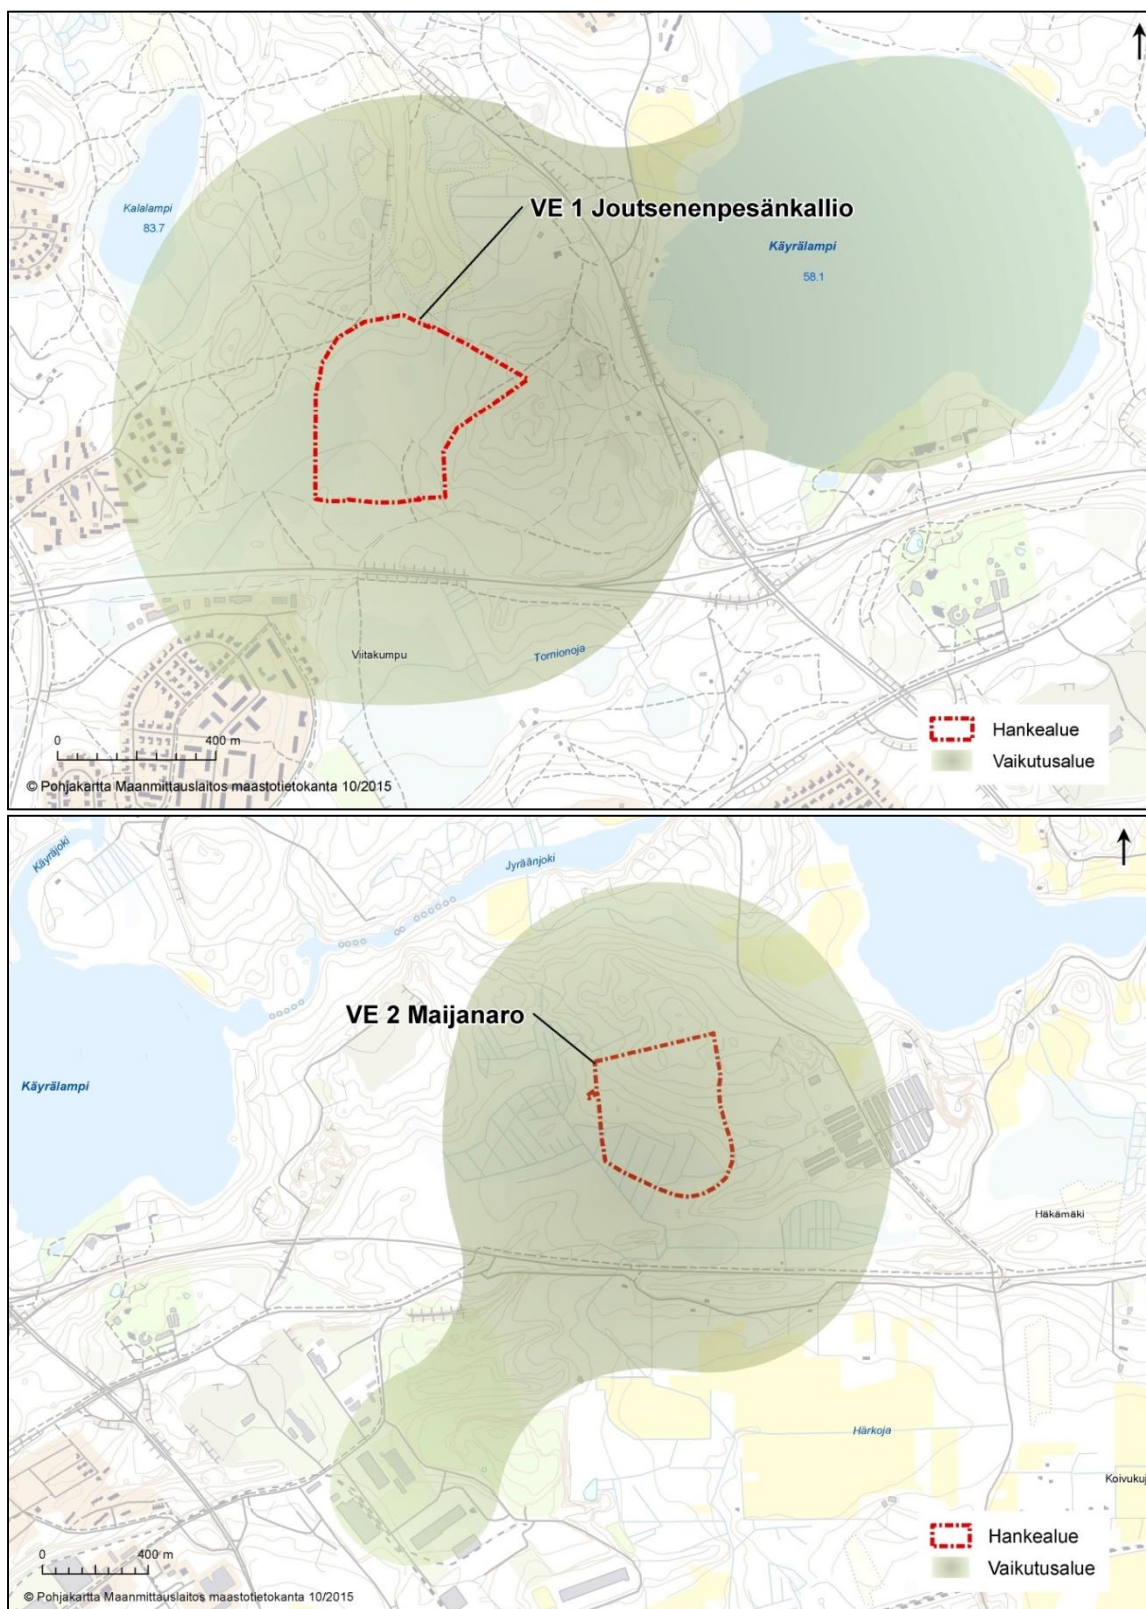 VE 1 Joutsenenpesänkallio
Kalalampi
83.7
Käyrälampi
58.1
Viitakumpu
Tornionoja
0 400 m
Hankealue
Vaikutusalue
© Pohjakartta Maanmittauslaitos maastotietokanta 10/2015
Käyräjoki
Jyräänjoki
VE 2 Maijanaro
Käyrälampi
Häkämäki
Härkoja
Koivukuj
0 400 m
Hankealue
Vaikutusalue
© Pohjakartta Maanmittauslaitos maastotietokanta 10/2015